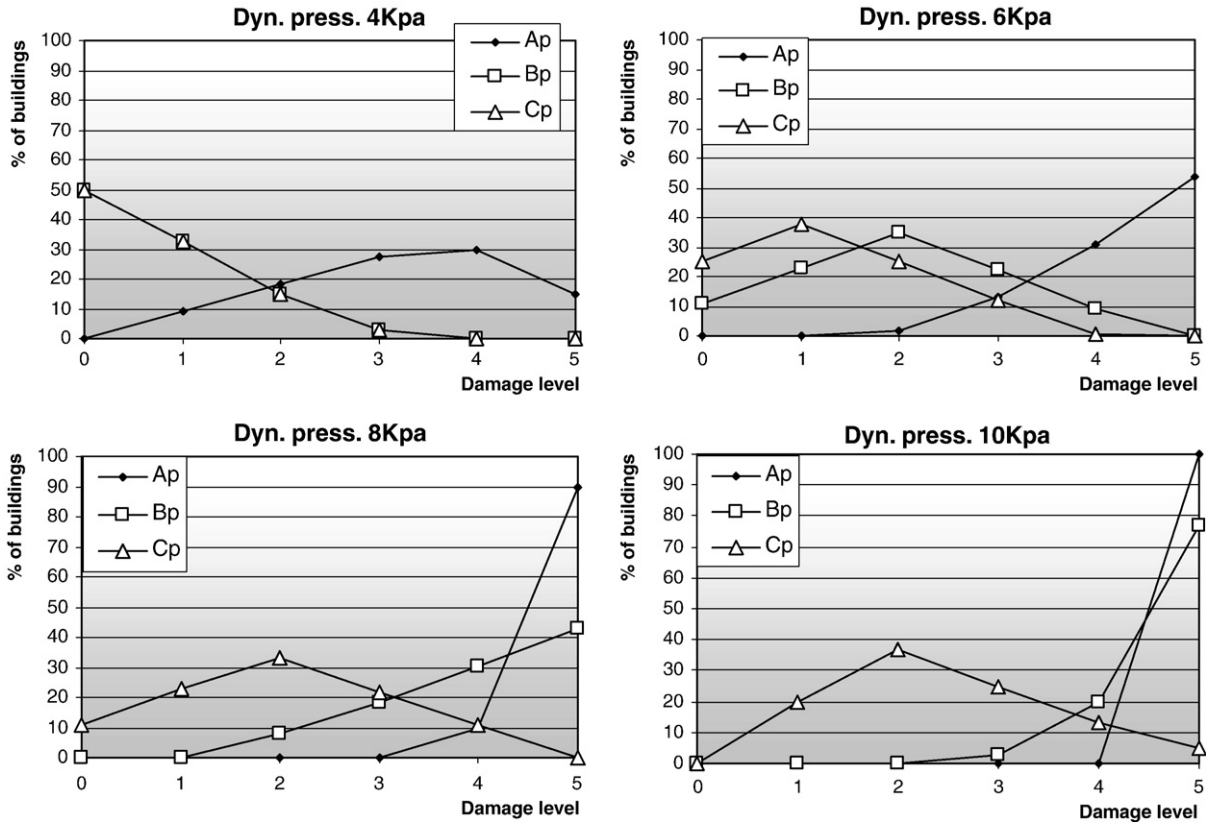 Dyn. press. 4Kpa
% of buildings
100
90
80
70
60
50
40
30
20
10
0
Ap
Bp
Cp
0 1 2 3 4 5
Damage level
Dyn. press. 6Kpa
% of buildings
100
90
80
70
60
50
40
30
20
10
0
Ap
Bp
Cp
0 1 2 3 4 5
Damage level
Dyn. press. 8Kpa
% of buildings
100
90
80
70
60
50
40
30
20
10
0
Ap
Bp
Cp
0 1 2 3 4 5
Damage level
Dyn. press. 10Kpa
% of buildings
100
90
80
70
60
50
40
30
20
10
0
Ap
Bp
Cp
0 1 2 3 4 5
Damage level